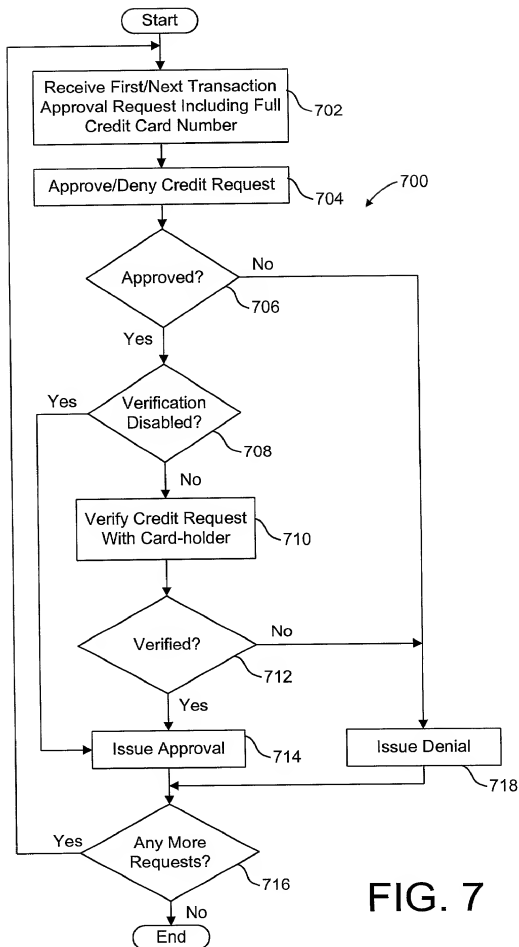 Start
Receive First/Next Transaction
Approval Request Including Full
Credit Card Number
702
Approve/Deny Credit Request
704
700
Approved?
No
706
Yes
Yes
Verification
Disabled?
708
No
Verify Credit Request
With Card-holder
710
Verified?
No
712
Yes
Issue Approval
714
Issue Denial
718
Yes
Any More
Requests?
716
No
End
FIG. 7